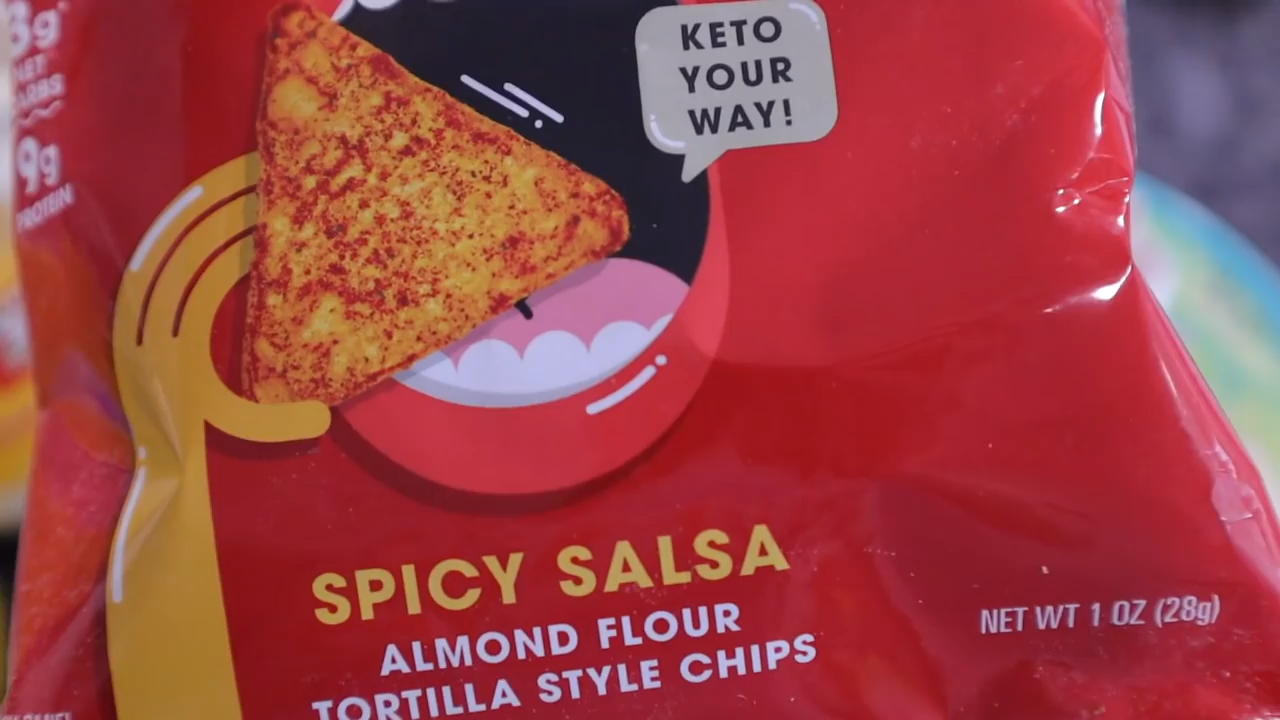 g
NET
CARBS
9g
PROTEIN
KETO
YOUR
WAY!
SPICY SALSA
ALMOND FLOUR
TORTILLA STYLE CHIPS
NET WT 1 OZ (28g)